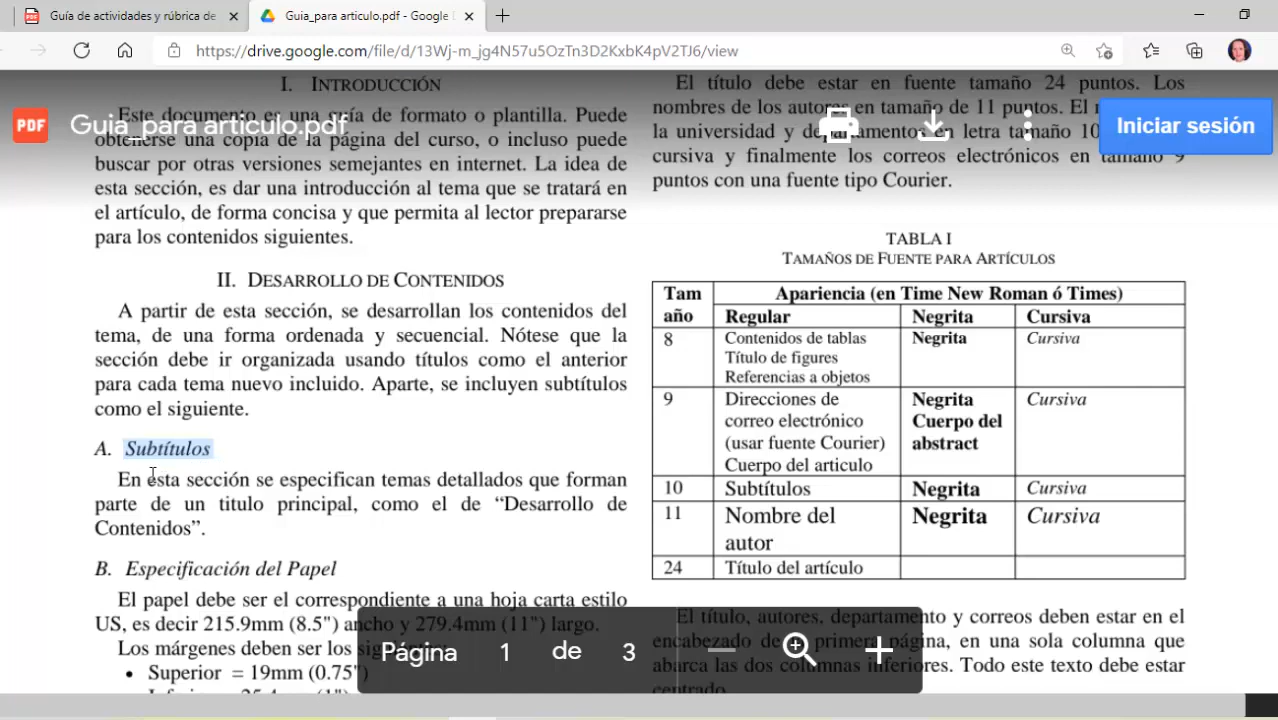 Guía de actividades y rúbrica de
Guia_para articulo.pdf - Google
https://drive.google.com/file/d/13Wj-m_jg4N57u5OzTn3D2KxbK4pV2TJ6/view
PDF
Guia_para articulo.pdf
Iniciar sesión
I. INTRODUCCIÓN
Este documento es una guía de formato o plantilla. Puede
obtenerse una copia de la página del curso, o incluso puede
buscar por otras versiones semejantes en internet. La idea de
esta sección, es dar una introducción al tema que se tratará en
el artículo, de forma concisa y que permita al lector prepararse
para los contenidos siguientes.
II. DESARROLLO DE CONTENIDOS
A partir de esta sección, se desarrollan los contenidos del
tema, de una forma ordenada y secuencial. Nótese que la
sección debe ir organizada usando títulos como el anterior
para cada tema nuevo incluido. Aparte, se incluyen subtítulos
como el siguiente.
A. Subtítulos
En esta sección se especifican temas detallados que forman
parte de un titulo principal, como el de “Desarrollo de
Contenidos”.
B. Especificación del Papel
El papel debe ser el correspondiente a una hoja carta estilo
US, es decir 215.9mm (8.5") ancho y 279.4mm (11") largo.
Los márgenes deben ser los
• Superior = 19mm (0.75")
El título debe estar en fuente tamaño 24 puntos. Los
nombres de los autores en tamaño de 11 puntos. El
la universidad y departamentos en letra tamaño 10
cursiva y finalmente los correos electrónicos en tamaño 9
puntos con una fuente tipo Courier.
TABLA I
TAMAÑOS DE FUENTE PARA ARTÍCULOS
Tam
año
Apariencia (en Time New Roman ó Times)
Regular Negrita Cursiva
8 Contenidos de tablas Negrita Cursiva
Título de figures
Referencias a objetos
9 Direcciones de Negrita Cursiva
correo electrónico Cuerpo del
(usar fuente Courier) abstract
Cuerpo del articulo
10 Subtítulos Negrita Cursiva
11 Nombre del Negrita Cursiva
autor
24 Título del artículo
El título, autores, departamento y correos deben estar en el
encabezado de la primera página, en una sola columna que
abarca las dos columnas inferiores. Todo este texto debe estar
centrado
Página 1 de 3